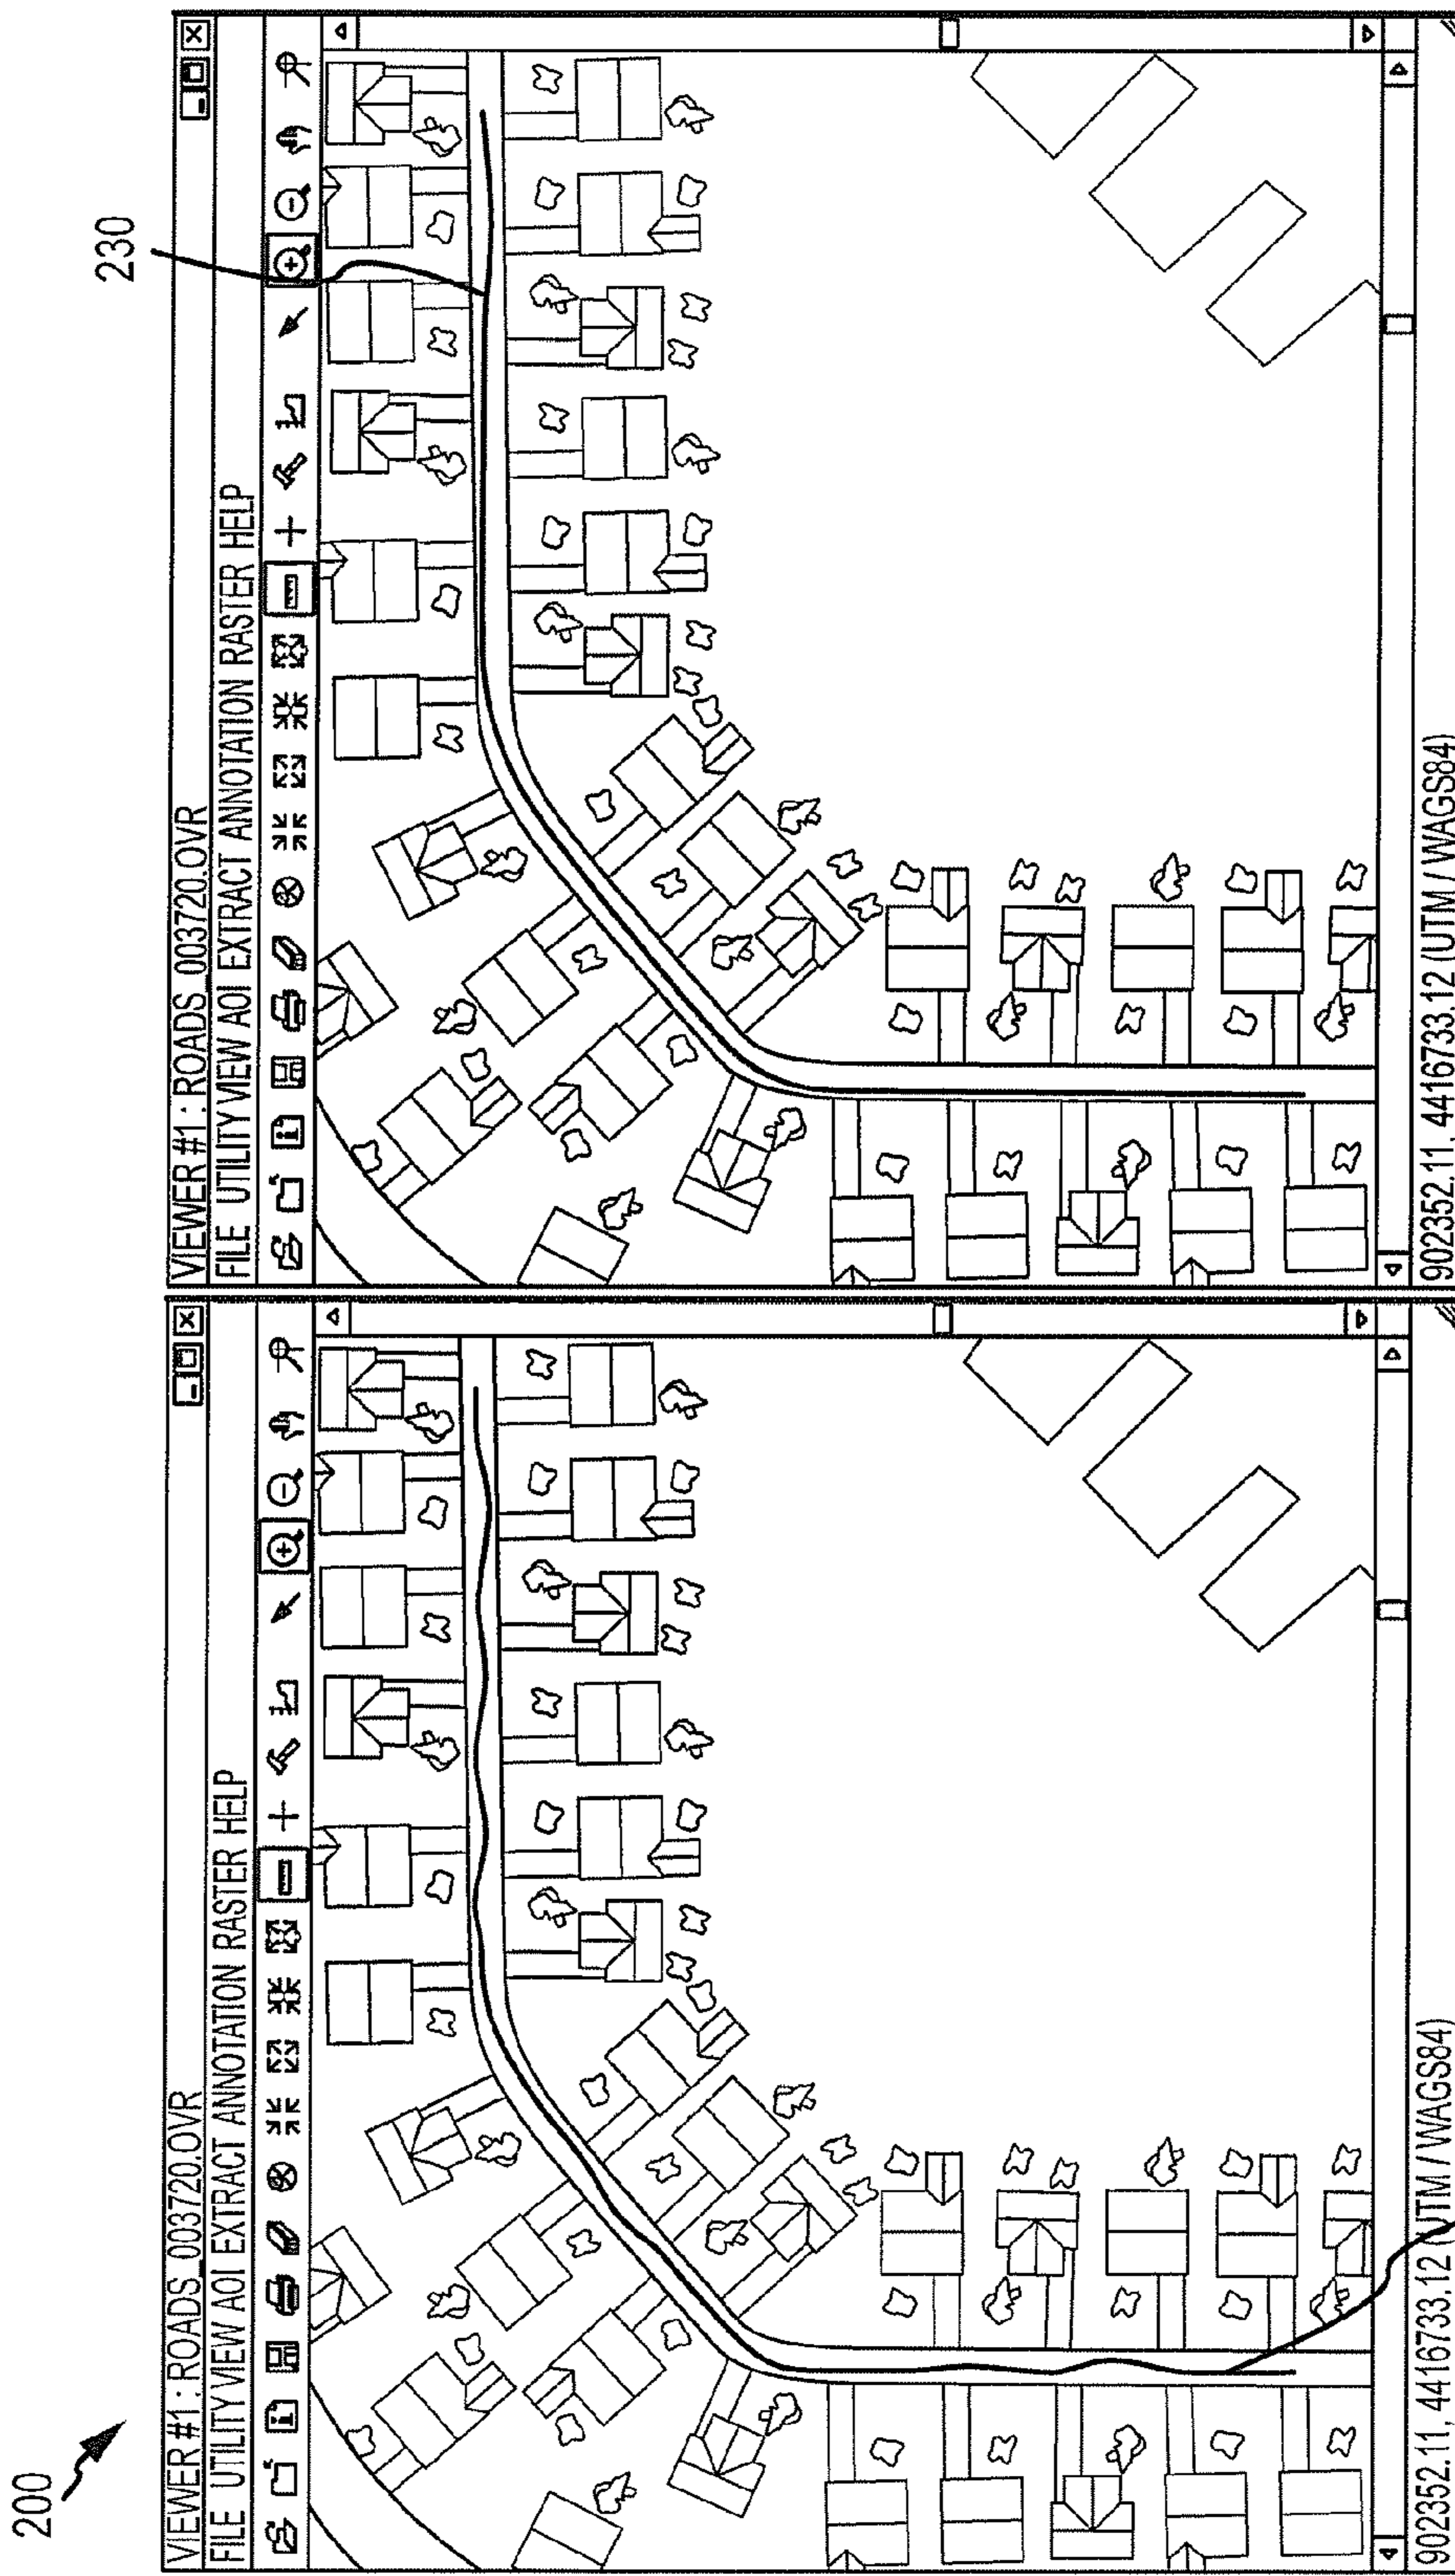 200
VIEWER #1 : ROADS_003720.OVR
FILE UTILITY VIEW AOI EXTRACT ANNOTATION RASTER HELP
902352.11, 4416733.12 (UTM / WAGS84)
230
VIEWER #1 : ROADS_003720.OVR
FILE UTILITY VIEW AOI EXTRACT ANNOTATION RASTER HELP
902352.11, 4416733.12 (UTM / WAGS84)